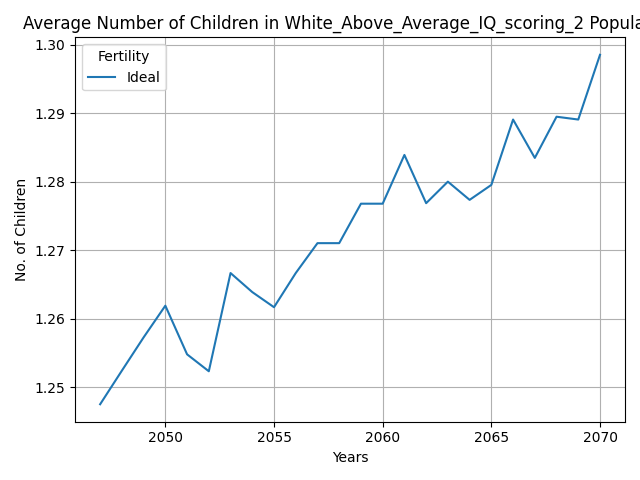 Average Number of Children in White_Above_Average_IQ_scoring_2 Popula
Fertility
Ideal
1.30
1.29
1.28
1.27
1.26
1.25
No. of Children
2050 2055 2060 2065 2070
Years